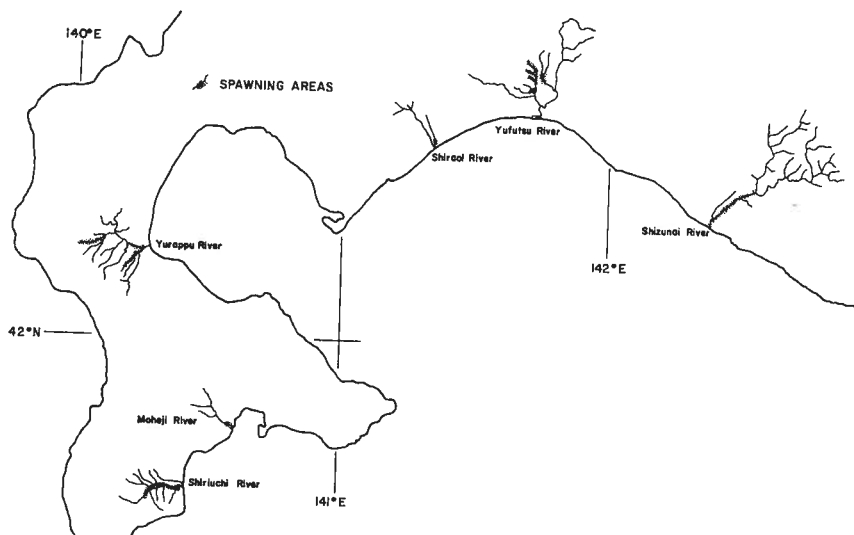 140°E
SPAWNING AREAS
Yufutsu River
Shiraoi River
Shizunai River
Yurappu River
142°E
42°N
Moheji River
Shiriuchi River
141°E